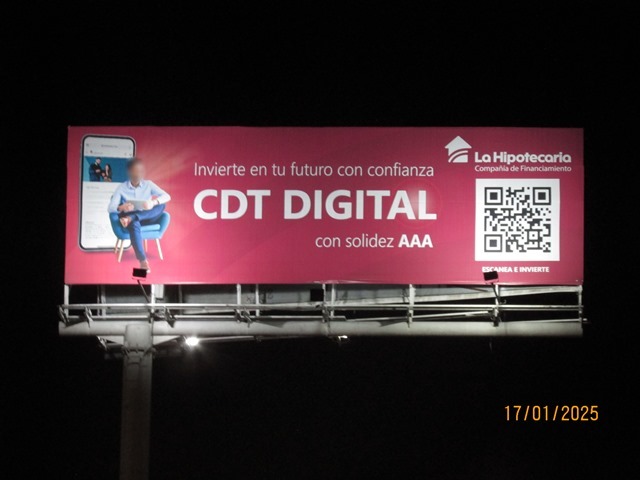 Invierte en tu futuro con confianza
CDT DIGITAL
con solidez AAA
La Hipotecaria
Compañía de Financiamiento
ESCANEA E INVIERTE
17/01/2025